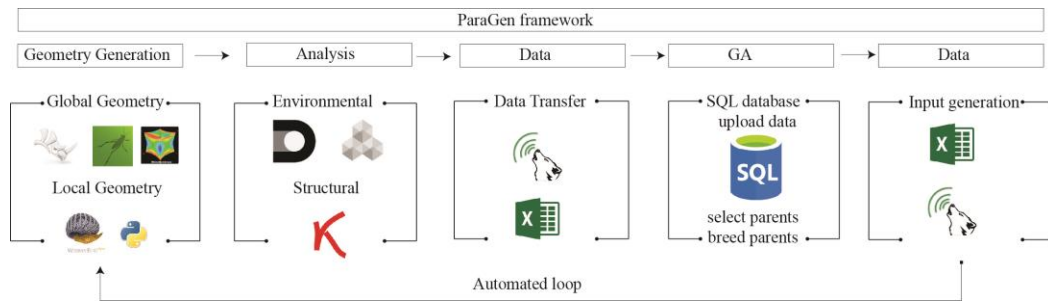 ParaGen framework
Geometry Generation
Analysis
Data
GA
Data
Global Geometry
Local Geometry
Environmental
Structural
Data Transfer
X
SQL database
upload data
SQL
select parents
breed parents
Input generation
X
Automated loop